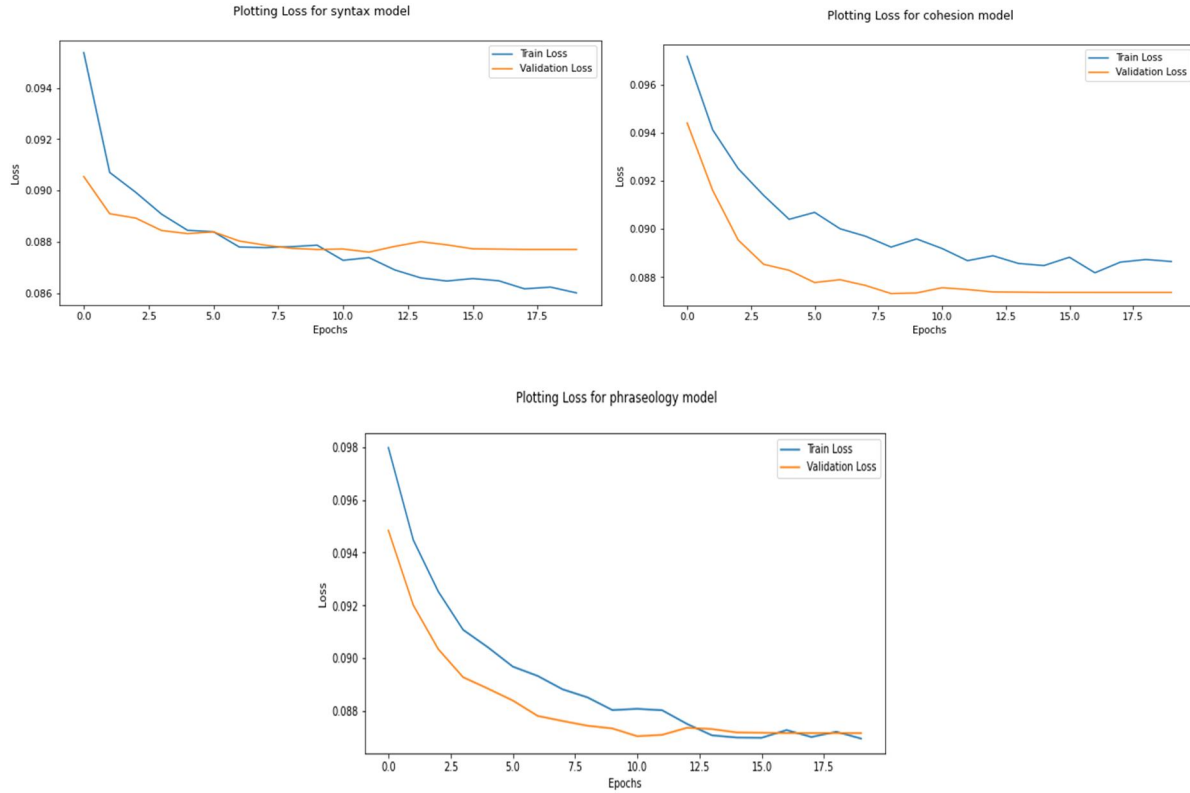 Plotting Loss for syntax model
Train Loss
Validation Loss
0.094
0.092
0.090
0.088
0.086
Loss
0.0 2.5 5.0 7.5 10.0 12.5 15.0 17.5
Epochs
Plotting Loss for cohesion model
Train Loss
Validation Loss
0.096
0.094
0.092
0.090
0.088
Loss
0.0 2.5 5.0 7.5 10.0 12.5 15.0 17.5
Epochs
Plotting Loss for phraseology model
Train Loss
Validation Loss
0.098
0.096
0.094
0.092
0.090
0.088
Loss
0.0 2.5 5.0 7.5 10.0 12.5 15.0 17.5
Epochs